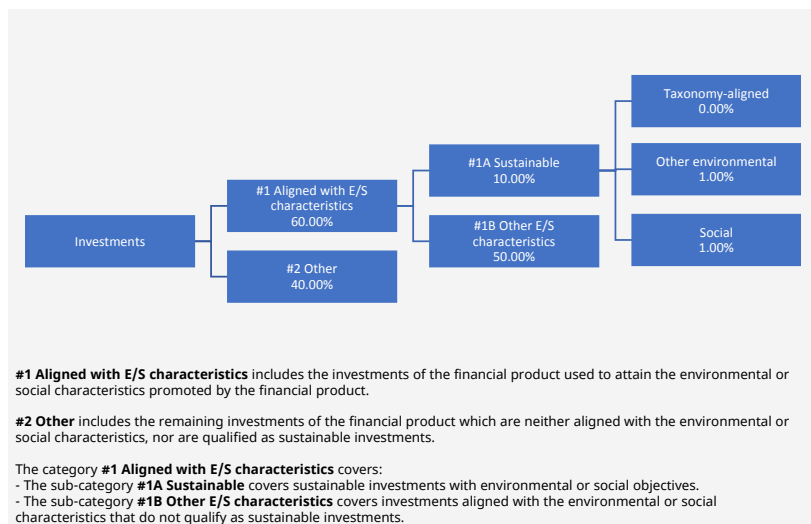 Taxonomy-aligned
0.00%
#1A Sustainable
10.00%
Other environmental
1.00%
#1 Aligned with E/S
characteristics
60.00%
#1B Other E/S
characteristics
50.00%
Social
1.00%
Investments
#2 Other
40.00%
#1 Aligned with E/S characteristics includes the investments of the financial product used to attain the environmental or
social characteristics promoted by the financial product.
#2 Other includes the remaining investments of the financial product which are neither aligned with the environmental or
social characteristics, nor are qualified as sustainable investments.
The category #1 Aligned with E/S characteristics covers:
- The sub-category #1A Sustainable covers sustainable investments with environmental or social objectives.
- The sub-category #1B Other E/S characteristics covers investments aligned with the environmental or social
characteristics that do not qualify as sustainable investments.